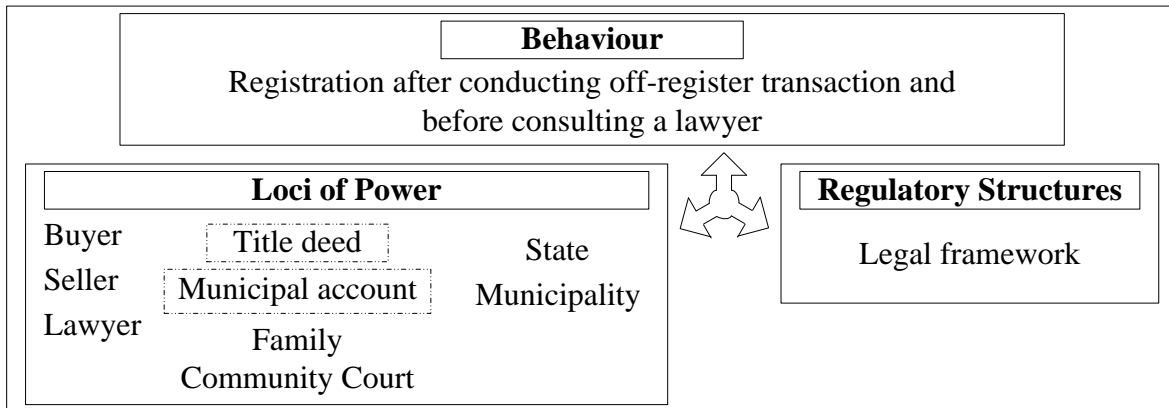 Behaviour
Registration after conducting off-register transaction and
before consulting a lawyer
Loci of Power
Buyer
Seller
Lawyer
Title deed
Municipal account
Family
Community Court
State
Municipality
Regulatory Structures
Legal framework